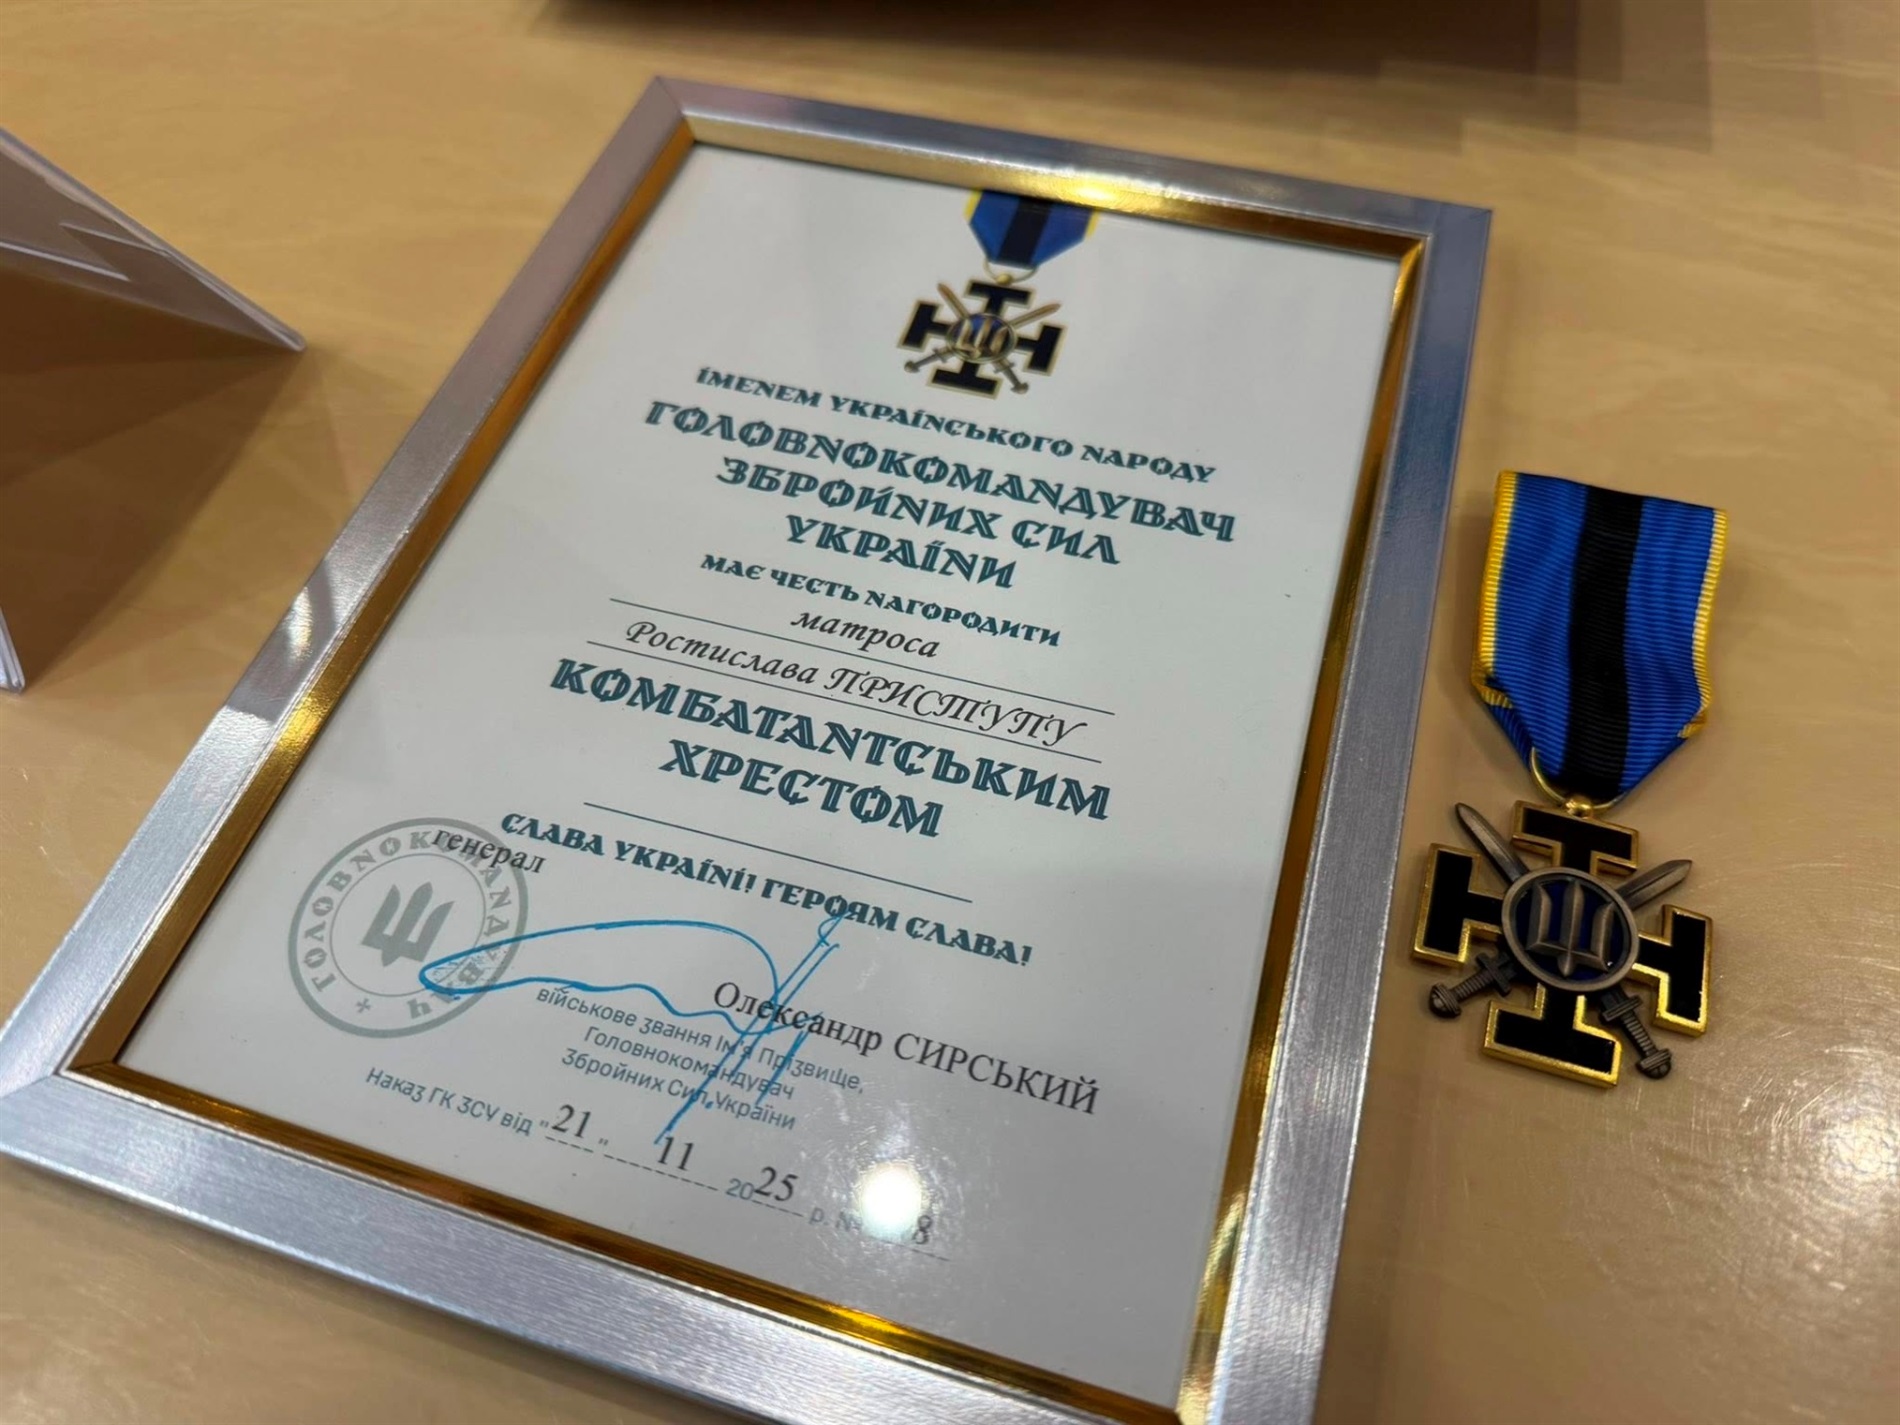 ІМЕНЕМ УКРАЇНСЬКОГО НАРОДУ
ГОЛОВНОКОМАНДУВАЧ
ЗБРОЙНИХ СИЛ
УКРАЇНИ
МАЄ ЧЕСТЬ НАГОРОДИТИ
матроса
Ростислава ПРИСТУПУ
КОМБАТАНТСЬКИМ
ХРЕСТОМ
СЛАВА УКРАЇНІ! ГЕРОЯМ СЛАВА!
генерал
ГОЛОВНОКОМАНДУВАЧ
Олександр СИРСЬКИЙ
військове звання Ім'я Прізвище,
Головнокомандувач
Збройних Сил України
Наказ ГК ЗСУ від "21" 11 2025 р. №